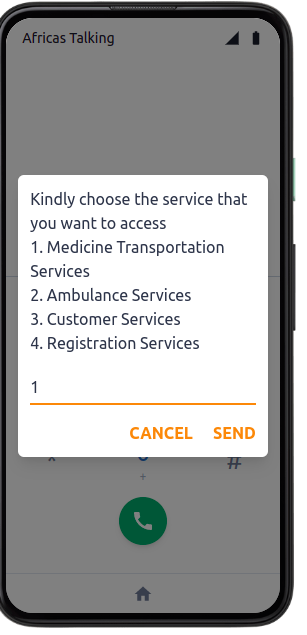 Africas Talking
Kindly choose the service that
you want to access
1. Medicine Transportation
Services
2. Ambulance Services
3. Customer Services
4. Registration Services
1
CANCEL SEND
+ #